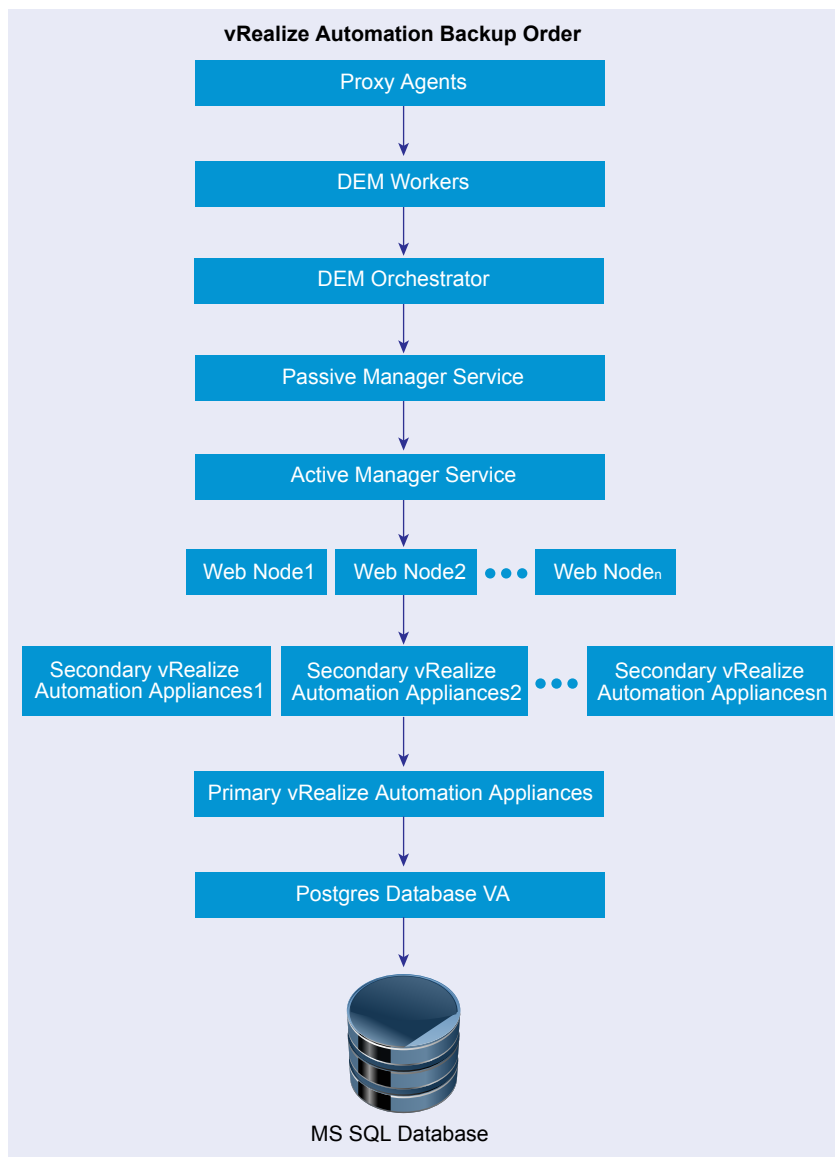 vRealize Automation Backup Order
Proxy Agents
DEM Workers
DEM Orchestrator
Passive Manager Service
Active Manager Service
Web Node1
Web Node2
Web Noden
Secondary vRealize
Automation Appliances1
Secondary vRealize
Automation Appliances2
Secondary vRealize
Automation Appliancesn
Primary vRealize Automation Appliances
Postgres Database VA
MS SQL Database